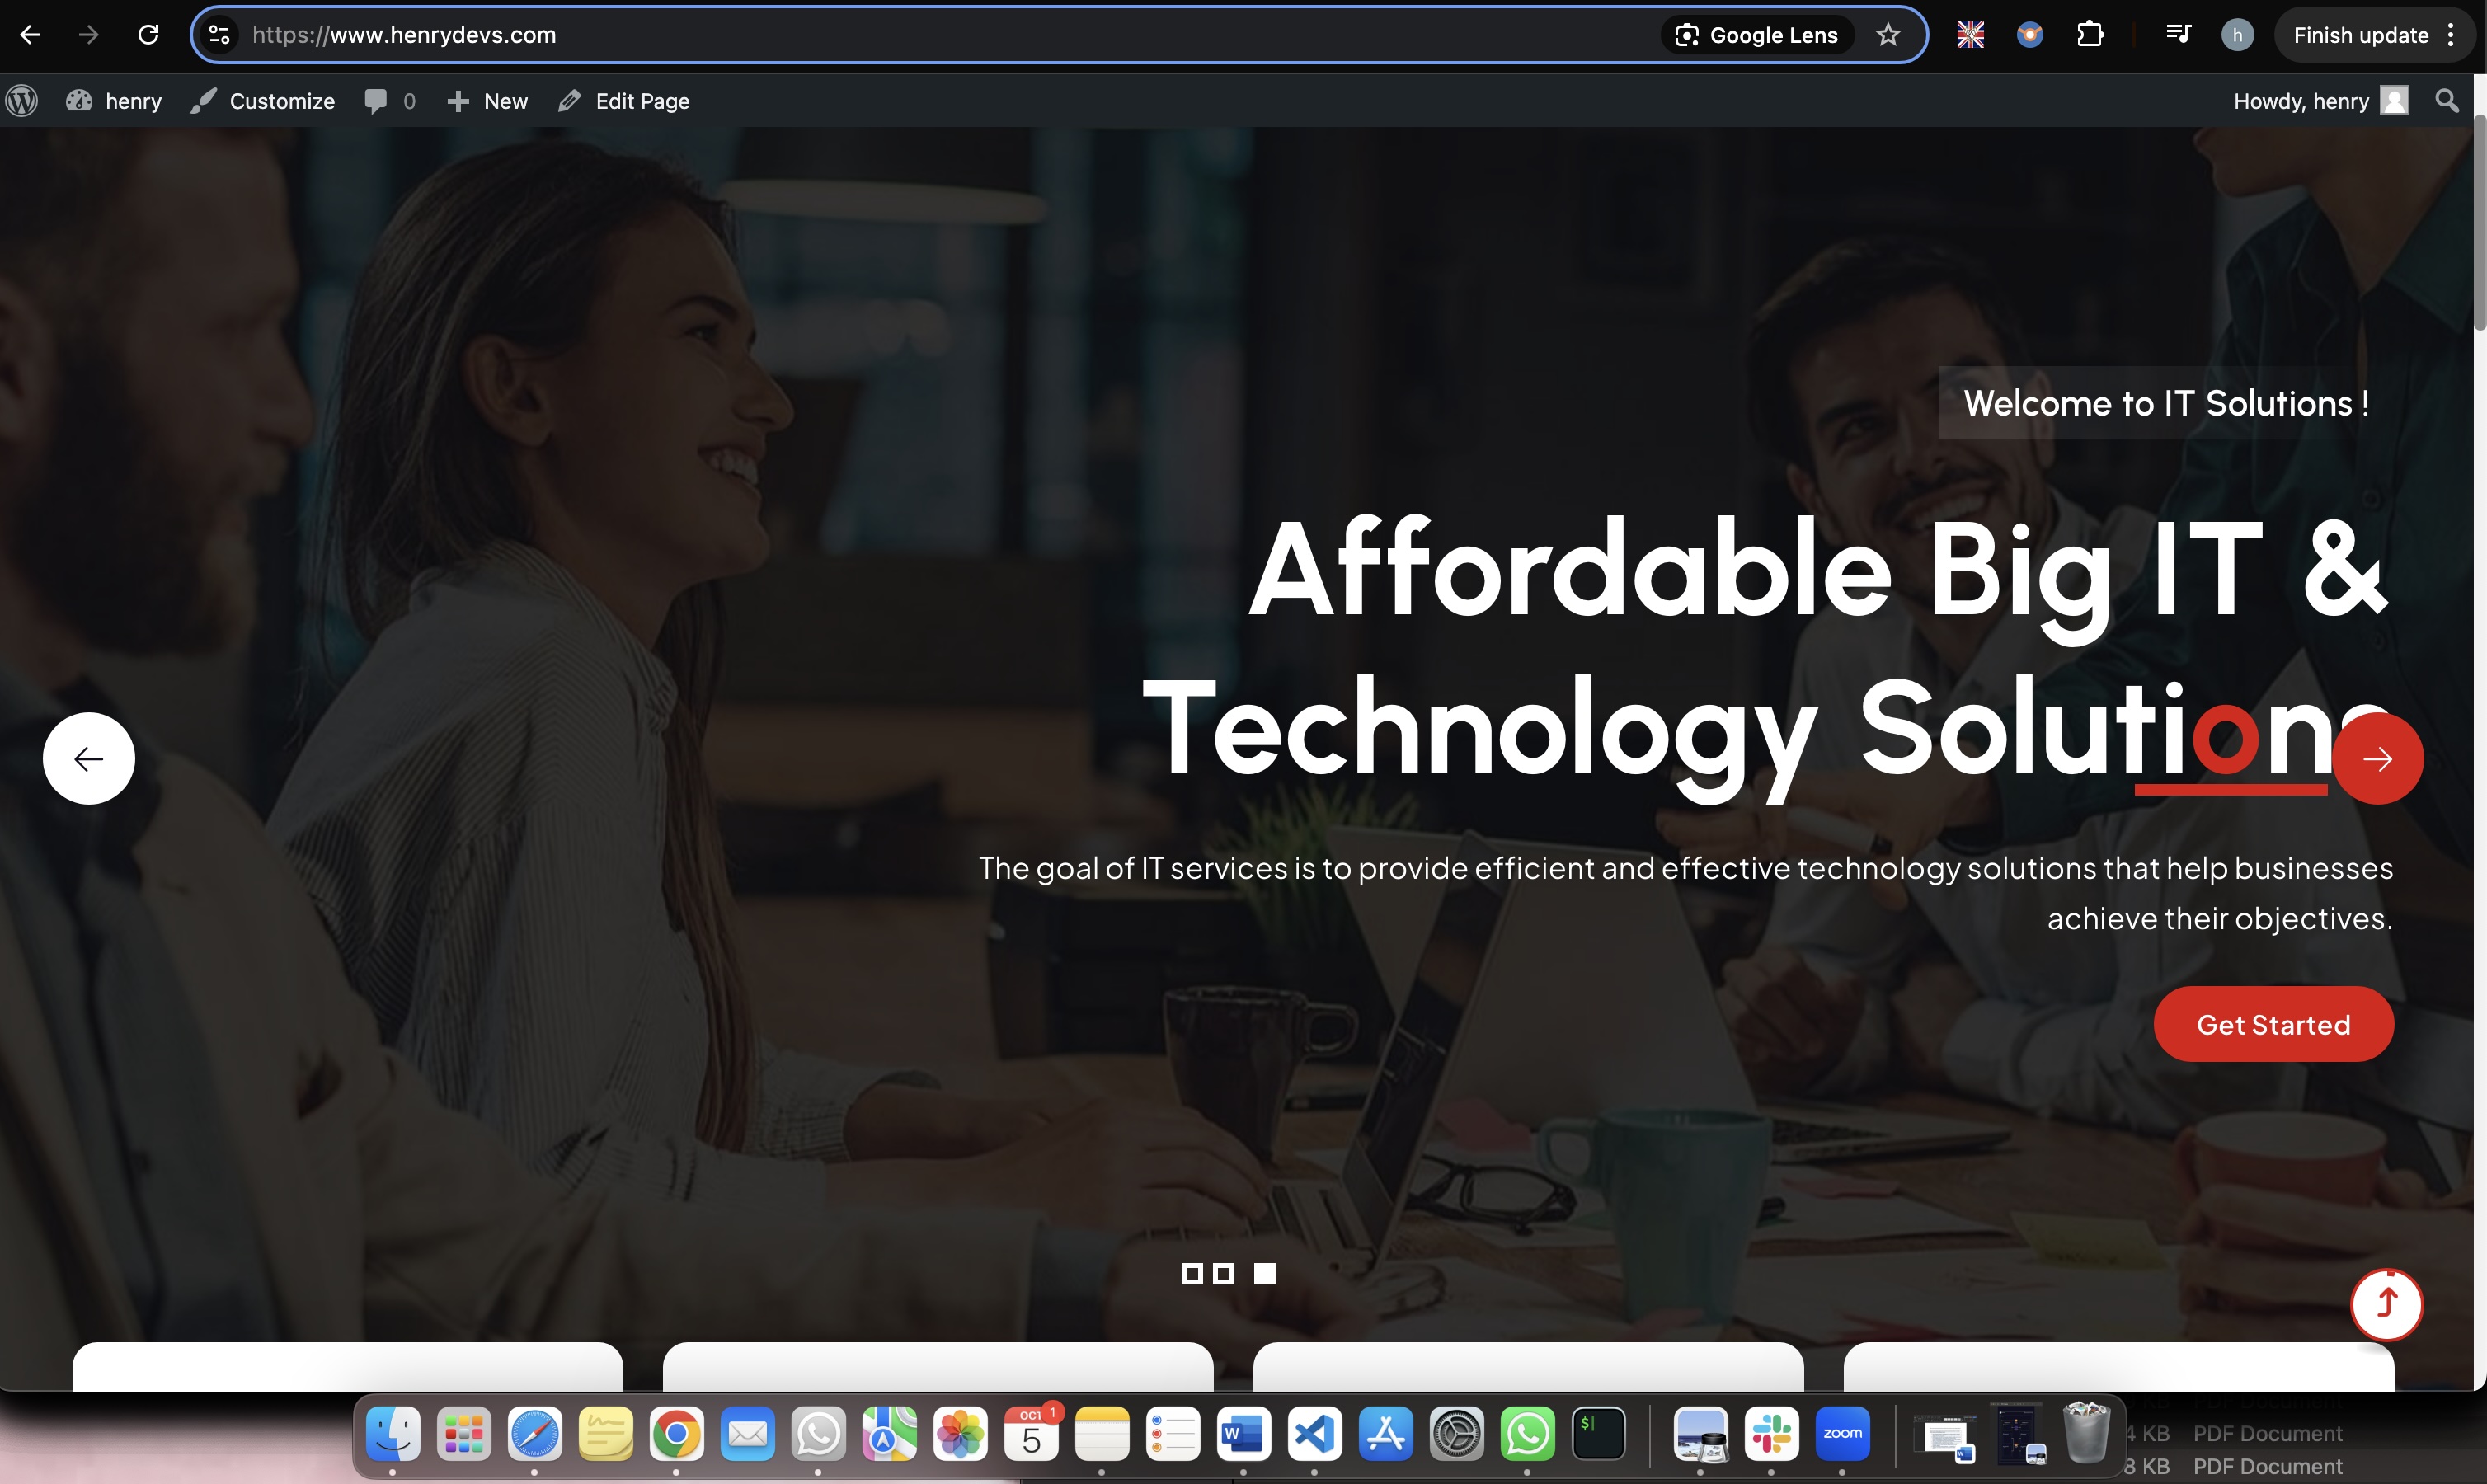 https://www.henrydevs.com
Google Lens
h
Finish update
henry
Customize
0
New
Edit Page
Howdy, henry
Welcome to IT Solutions !
Affordable Big IT &
Technology Solutions
The goal of IT services is to provide efficient and effective technology solutions that help businesses
achieve their objectives.
Get Started
OCT
1
5
W
$
zoom
W
4 KB PDF Document
8 KB PDF Document